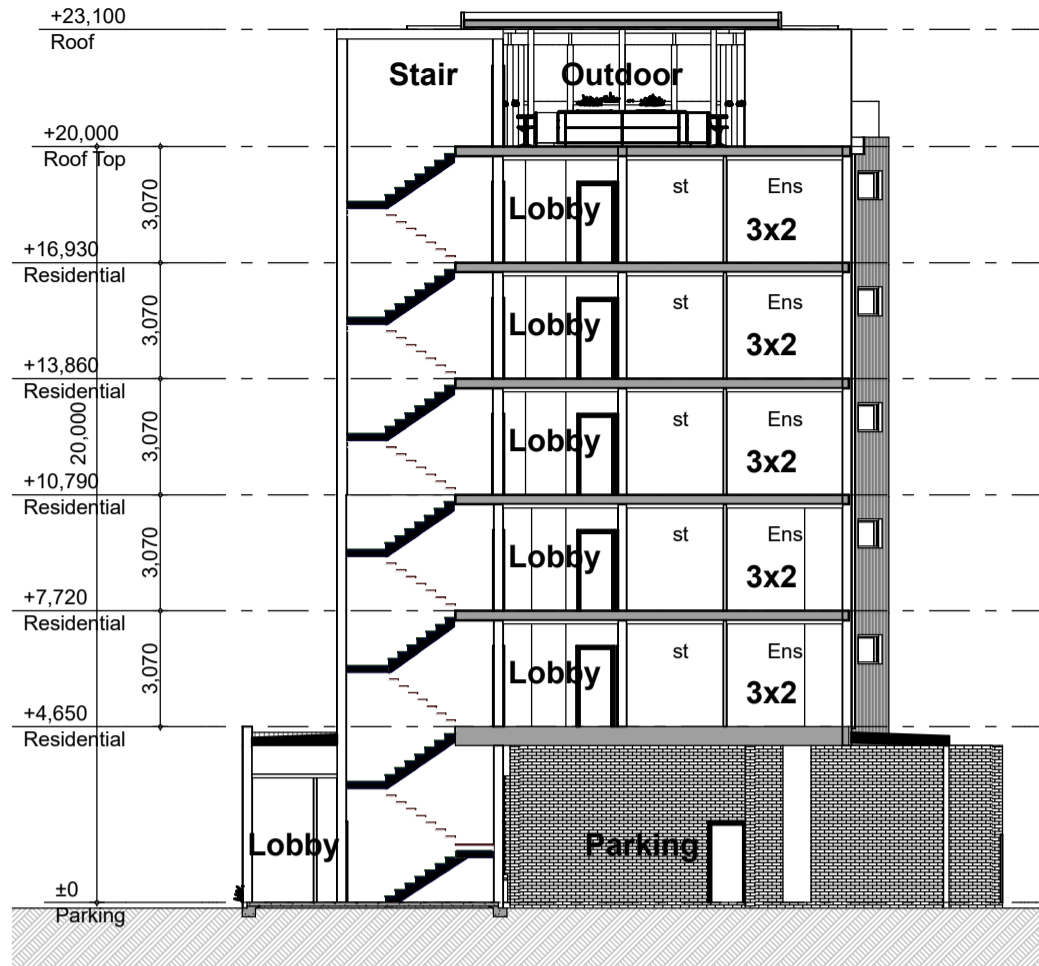 +23,100
Roof
Stair
Outdoor
+20,000
Roof Top
3,070
Lobby
st
Ens
3x2
+16,930
Residential
3,070
Lobby
st
Ens
3x2
+13,860
Residential
20,000
3,070
Lobby
st
Ens
3x2
+10,790
Residential
3,070
Lobby
st
Ens
3x2
+7,720
Residential
3,070
Lobby
st
Ens
3x2
+4,650
Residential
Lobby
Parking
±0
Parking